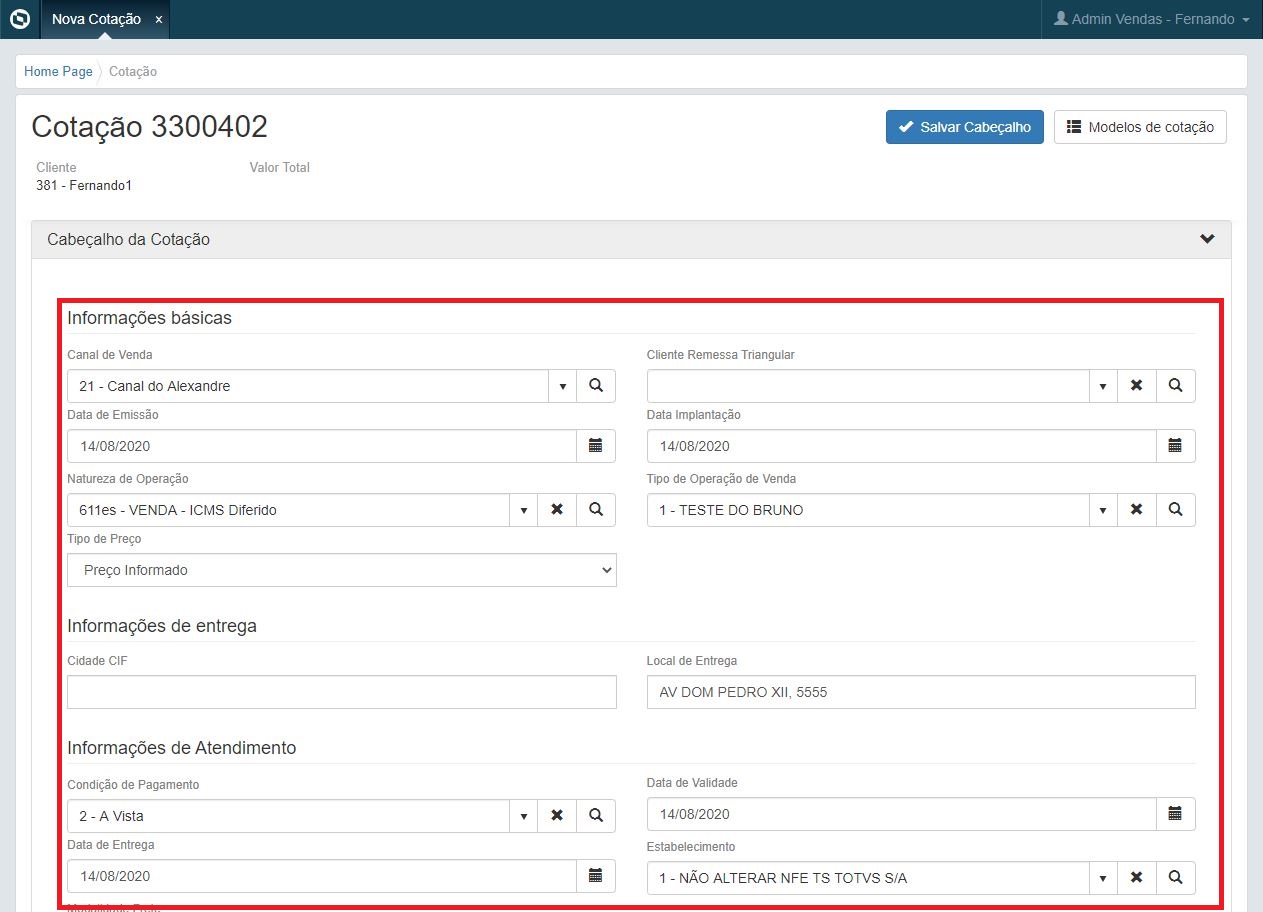 Nova Cotação ×
Admin Vendas - Fernando
Home Page Cotação
Cotação 3300402
Salvar Cabeçalho
Modelos de cotação
Cliente
Valor Total
381 - Fernando1
Cabeçalho da Cotação
Informações básicas
Canal de Venda
Cliente Remessa Triangular
21 - Canal do Alexandre
Data de Emissão
Data Implantação
14/08/2020
14/08/2020
Natureza de Operação
Tipo de Operação de Venda
611es - VENDA - ICMS Diferido
1 - TESTE DO BRUNO
Tipo de Preço
Preço Informado
Informações de entrega
Cidade CIF
Local de Entrega
AV DOM PEDRO XII, 5555
Informações de Atendimento
Condição de Pagamento
Data de Validade
2 - A Vista
14/08/2020
Data de Entrega
Estabelecimento
14/08/2020
1 - NÃO ALTERAR NFE TS TOTVS S/A